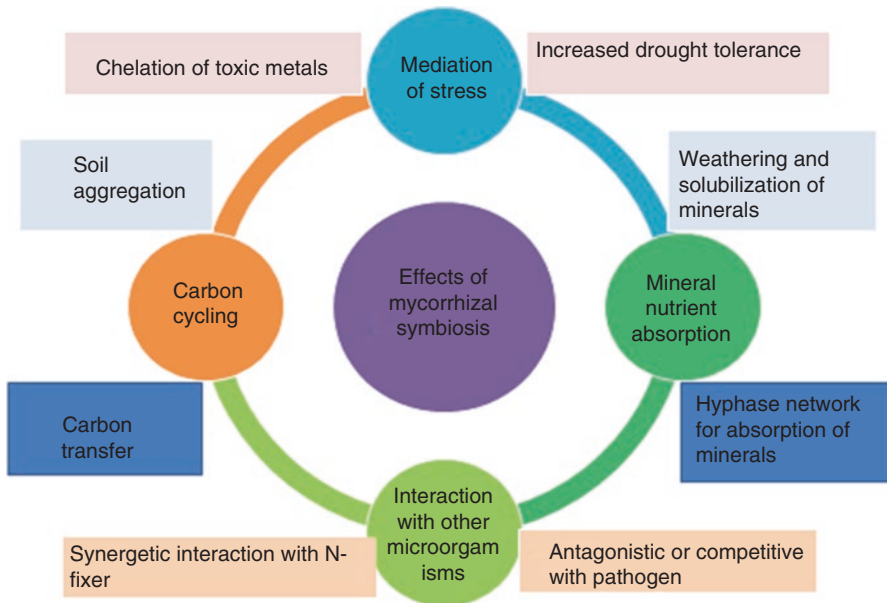 Chelation of toxic metals
Mediation
of stress
Increased drought tolerance
Soil
aggregation
Weathering and
solubilization of
minerals
Carbon
cycling
Effects of
mycorrhizal
symbiosis
Mineral
nutrient
absorption
Carbon
transfer
Hyphase network
for absorption of
minerals
Interaction
with other
microorgam
isms
Synergetic interaction with N-
fixer
Antagonistic or competitive
with pathogen